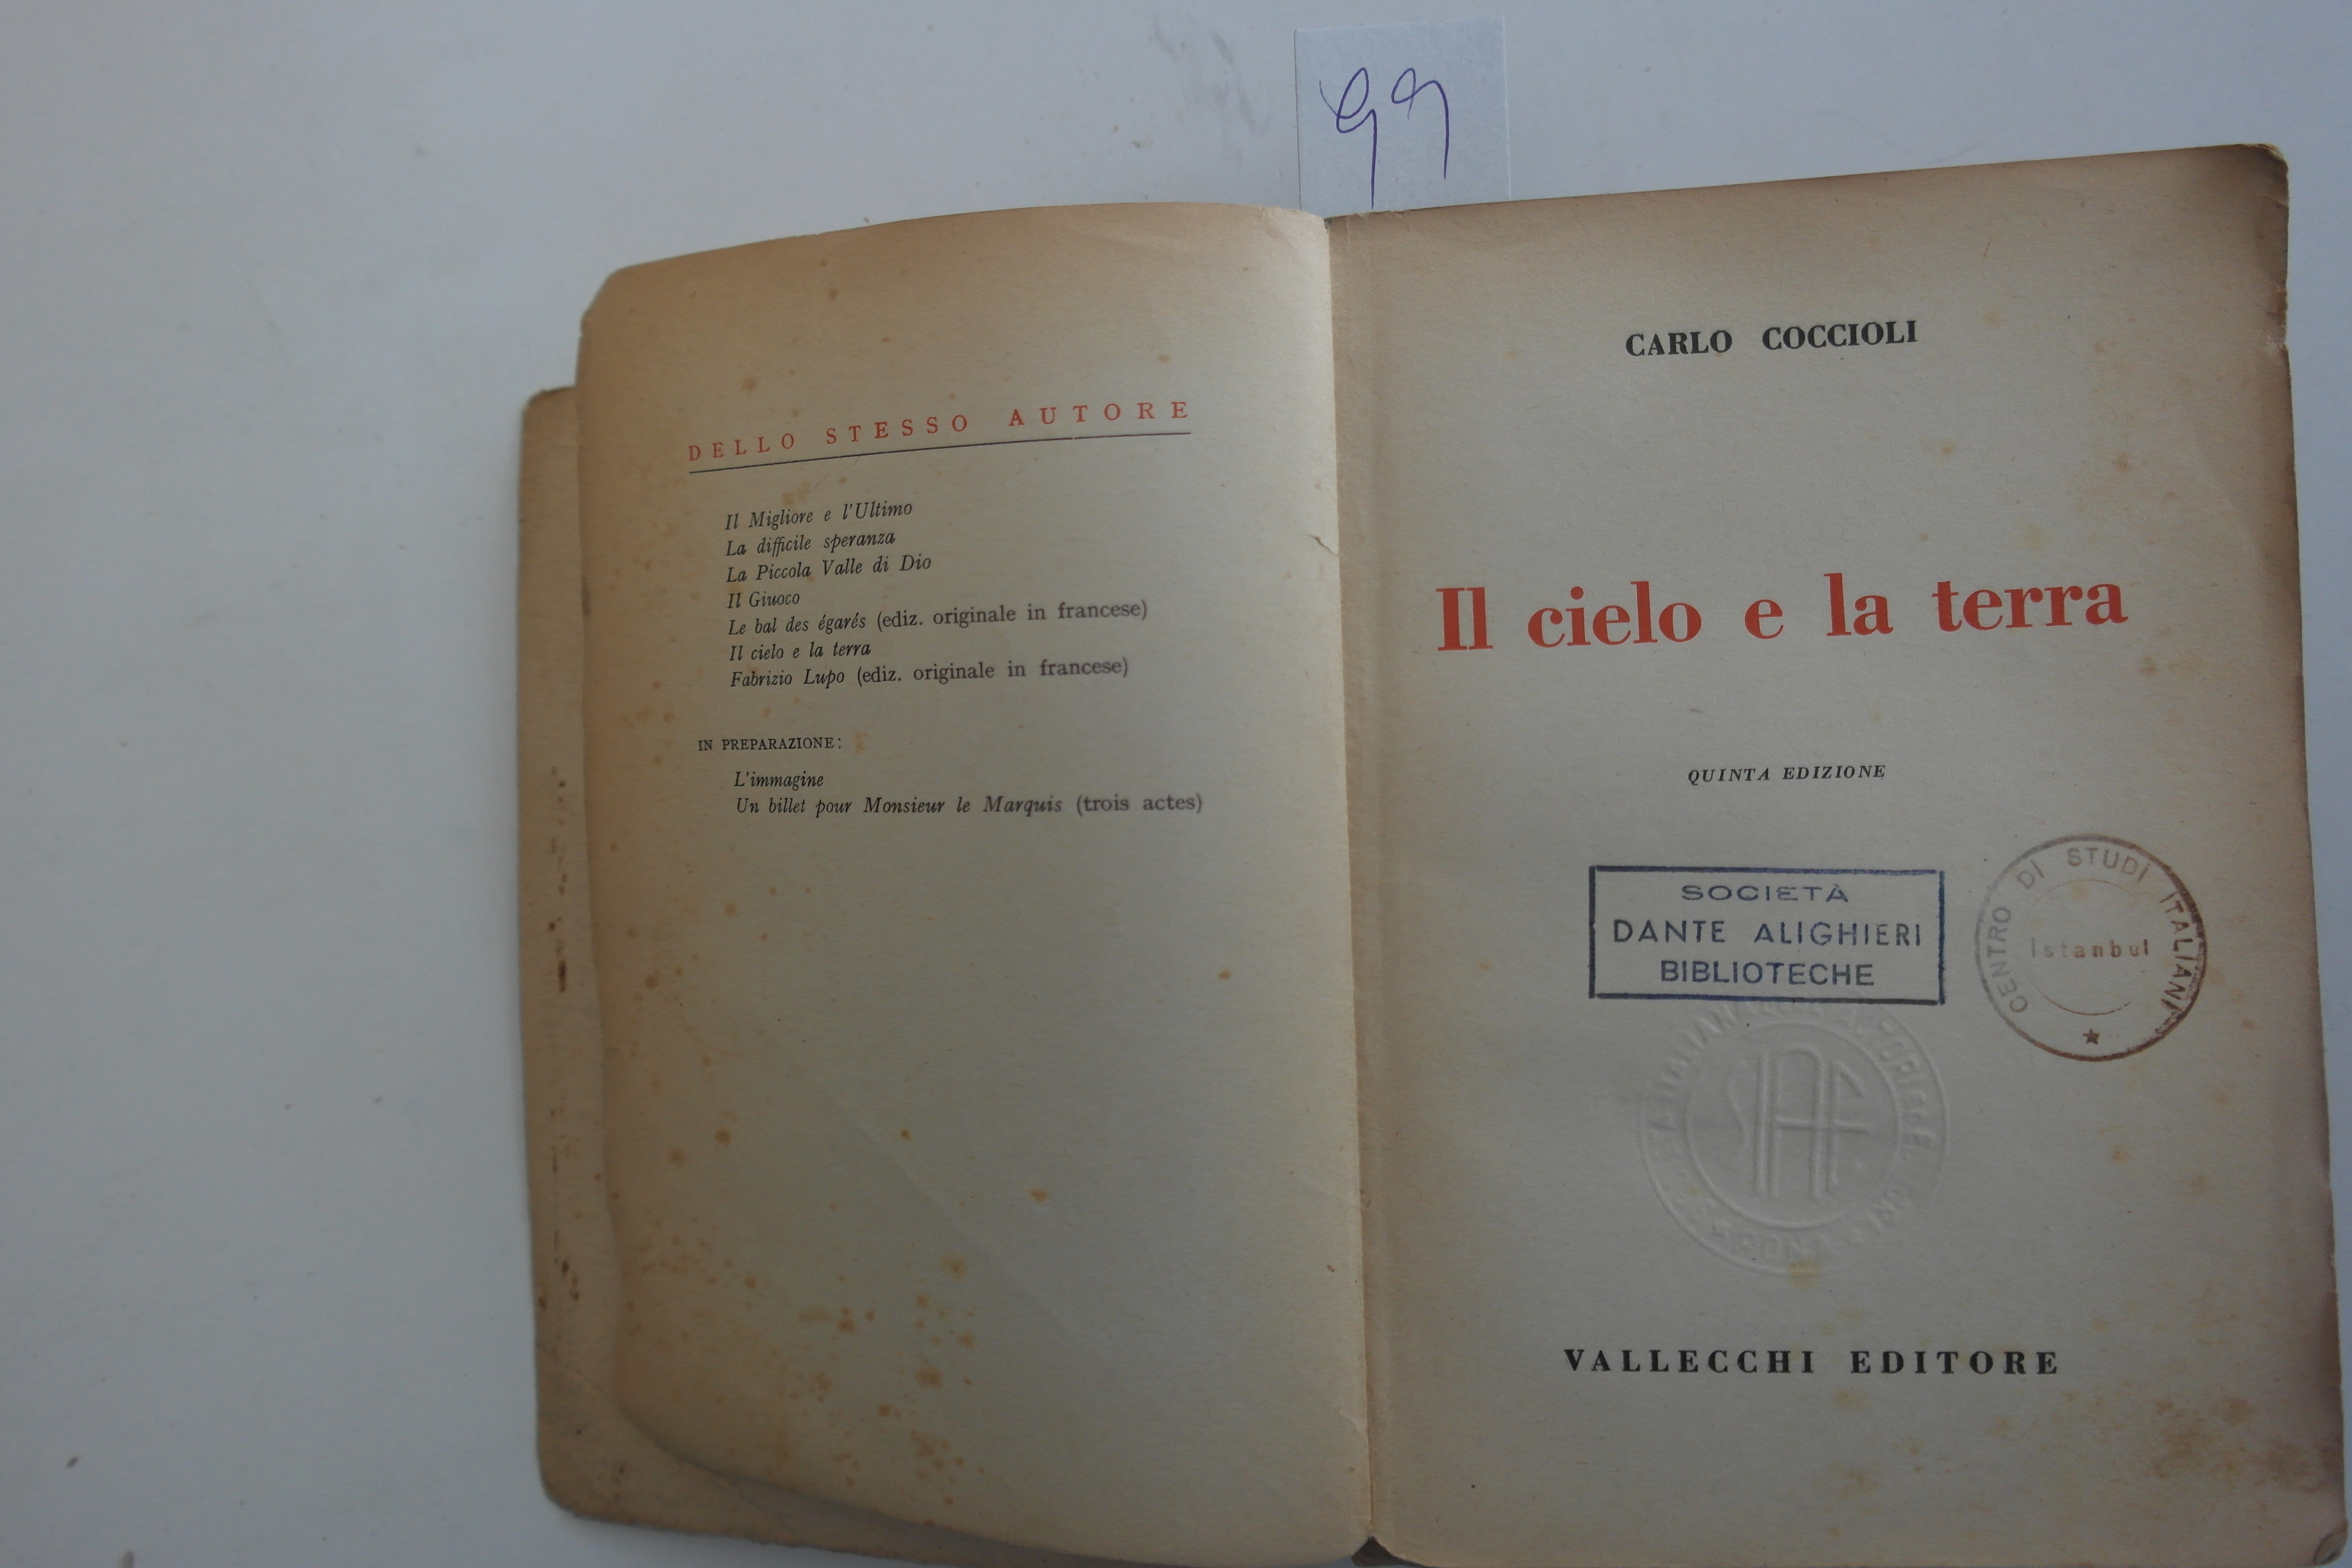 99
DELLO STESSO AUTORE
Il Migliore e l'Ultimo
La difficile speranza
La Piccola Valle di Dio
Il Giuoco
Le bal des égarés (ediz. originale in francese)
Il cielo e la terra
Fabrizio Lupo (ediz. originale in francese)
IN PREPARAZIONE:
L'immagine
Un billet pour Monsieur le Marquis (trois actes)
CARLO COCCIOLI
Il cielo e la terra
QUINTA EDIZIONE
SOCIETÀ
DANTE ALIGHIERI
BIBLIOTECHE
CENTRO DI STUDI ITALIANI
Istanbul
SIAE
ROMA
VALLECCHI EDITORE